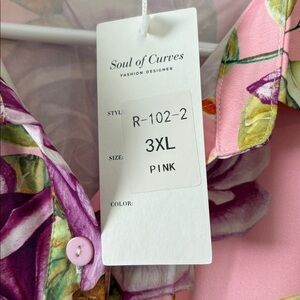 Soul of Curves
FASHION DESIGNER
STYL
R-102-2
SIZE:
3XL
PINK
COLOR: